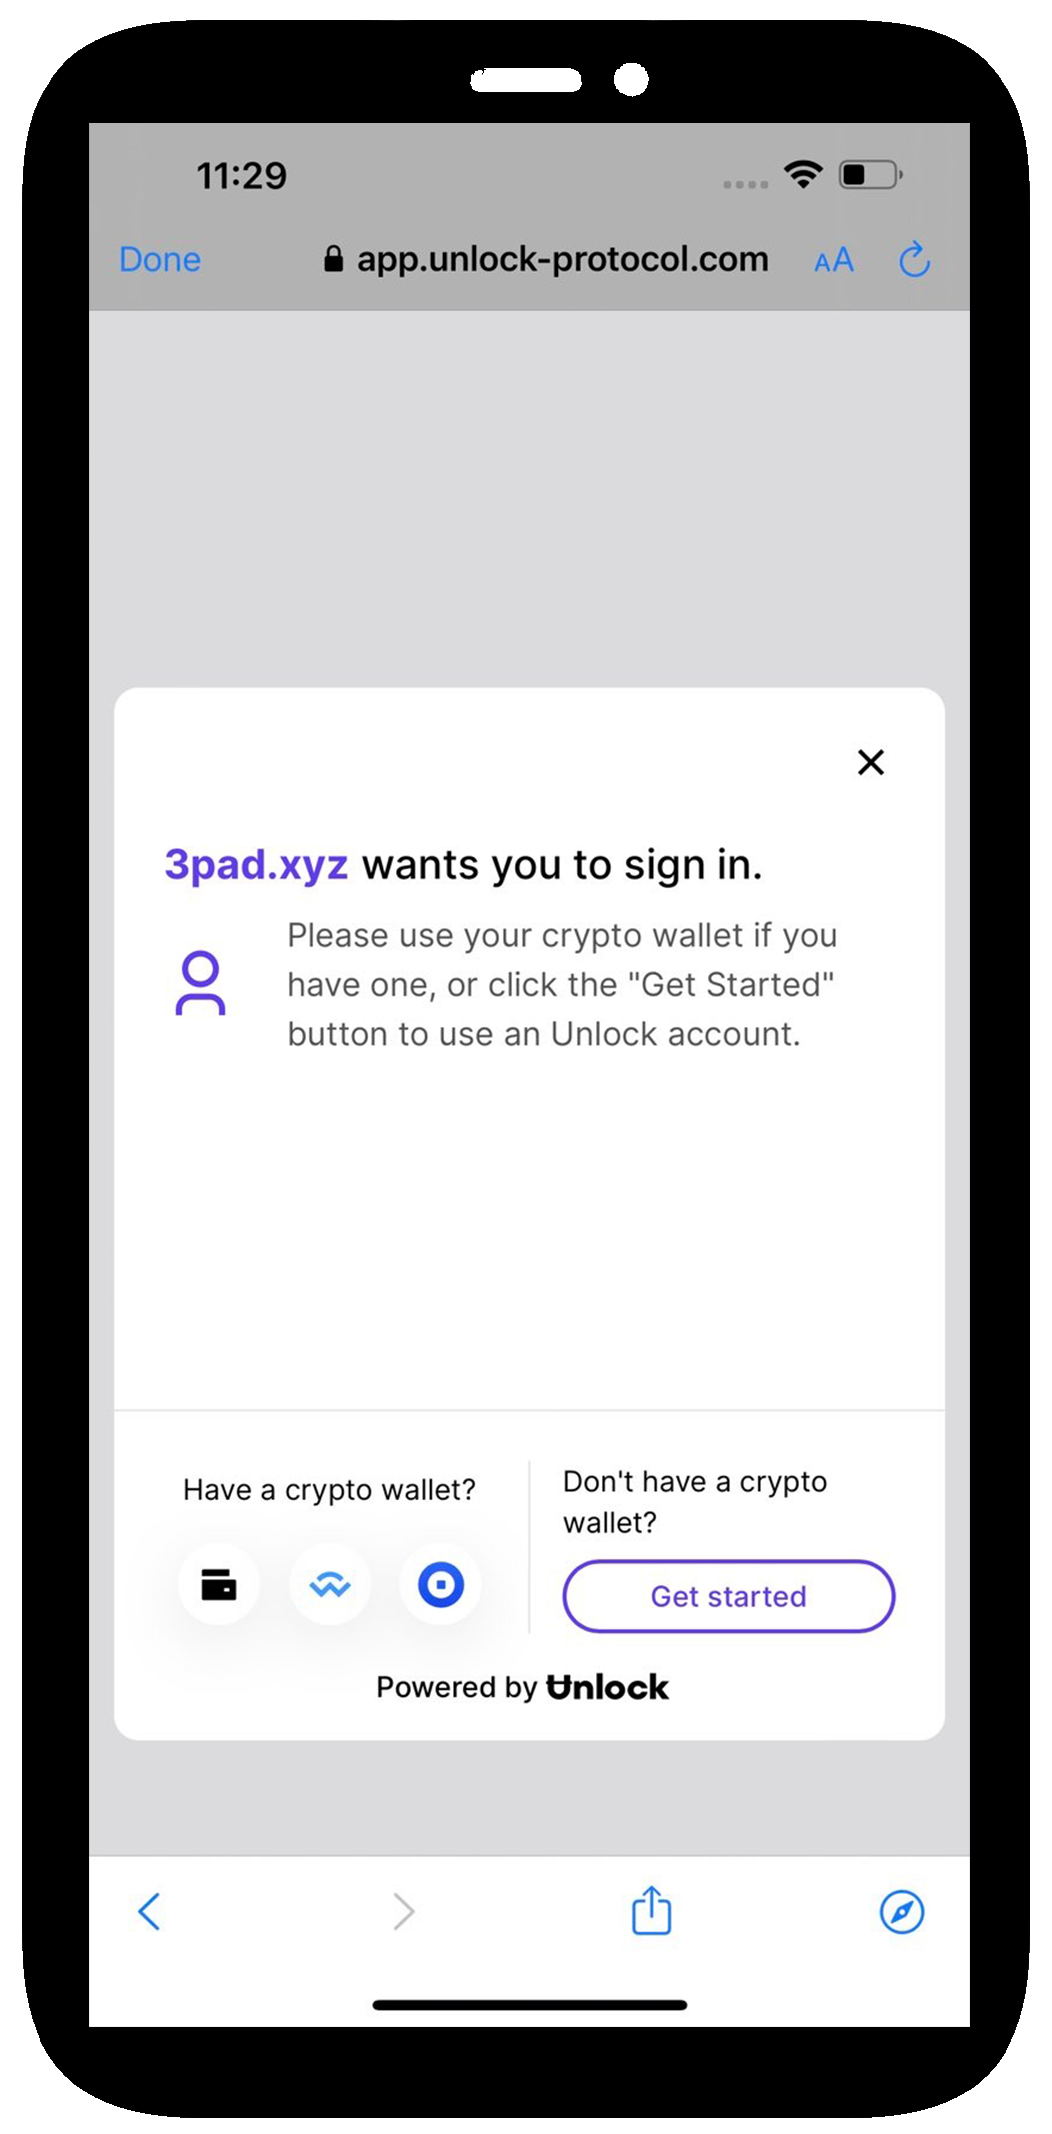 11:29
Done
app.unlock-protocol.com
AA
3pad.xyz wants you to sign in.
Please use your crypto wallet if you
have one, or click the "Get Started"
button to use an Unlock account.
Have a crypto wallet?
Don't have a crypto
wallet?
Get started
Powered by Unlock